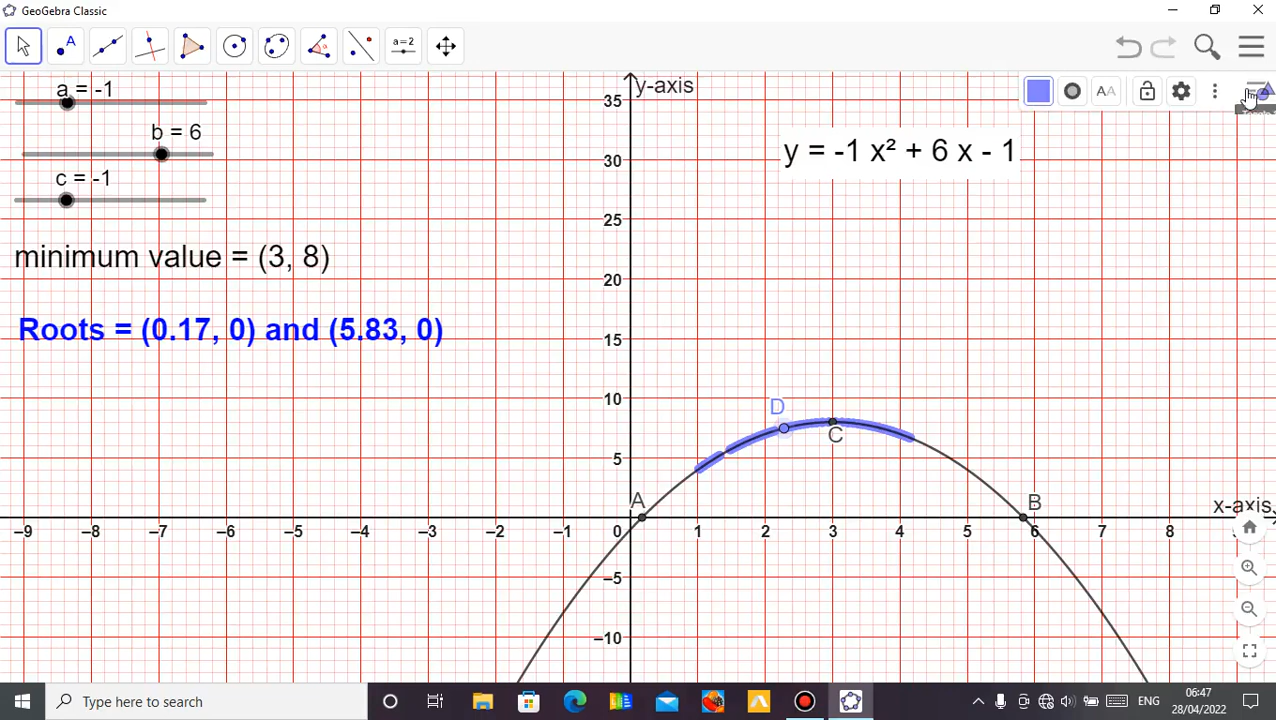 GeoGebra Classic
A
a=2
AA
a = -1
b = 6
c = -1
minimum value = (3, 8)
Roots = (0.17, 0) and (5.83, 0)
y-axis
y = -1 x² + 6 x - 1
35
30
25
20
15
10
5
D
C
A
B
x-axis
–9 –8 –7 –6 –5 –4 –3 –2 –1 0 1 2 3 4 5 6 7 8
–5
–10
Type here to search
ENG
06:47
28/04/2022